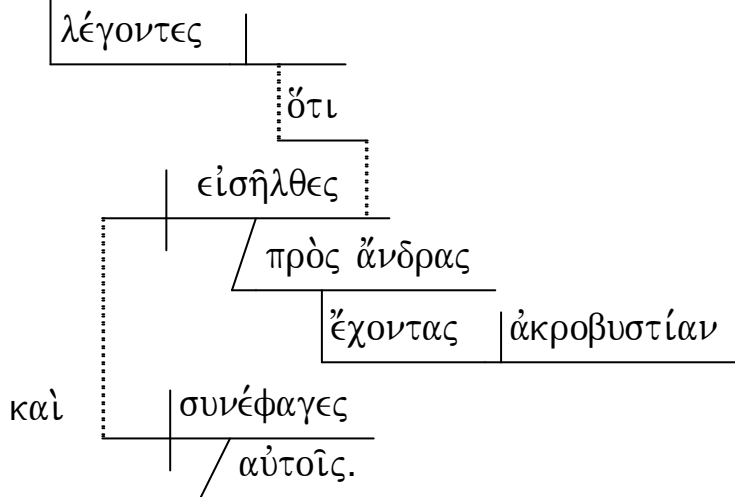 λέγοντες
ὅτι
εἰσῆλθες
πρὸς ἄνδρας
ἔχοντας ἀκροβυστίαν
καὶ συνέφαγες
αὐτοῖς.